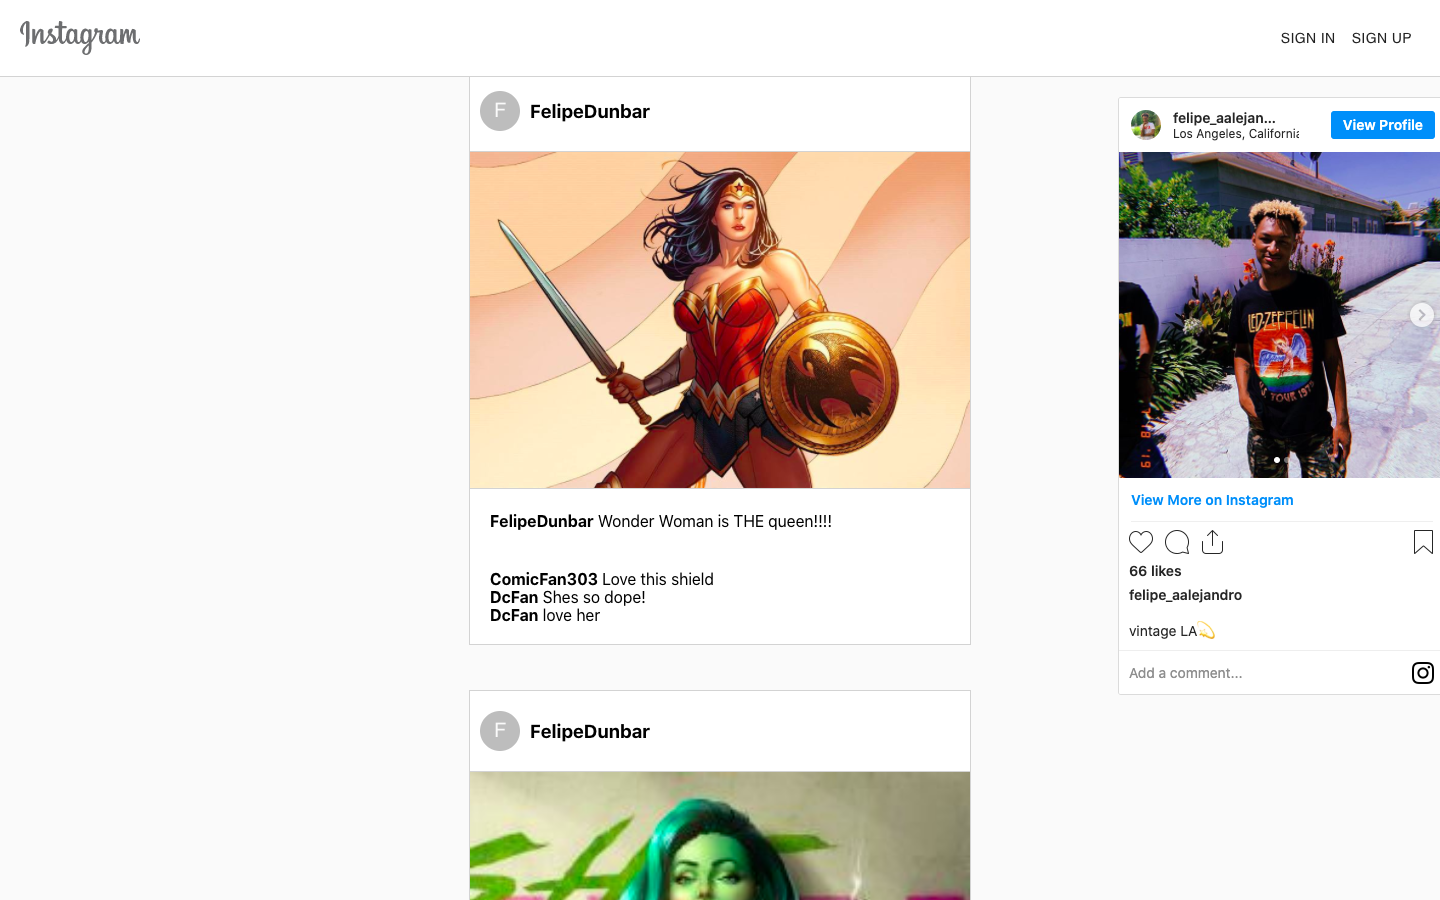 Instagram
SIGN IN SIGN UP
F FelipeDunbar
FelipeDunbar Wonder Woman is THE queen!!!!
ComicFan303 Love this shield
DcFan Shes so dope!
DcFan love her
F FelipeDunbar
felipe_aalejan...
Los Angeles, California
View Profile
LED-ZEPPELIN
U.S. TOUR 1975
View More on Instagram
66 likes
felipe_aalejandro
vintage LA💫
Add a comment...